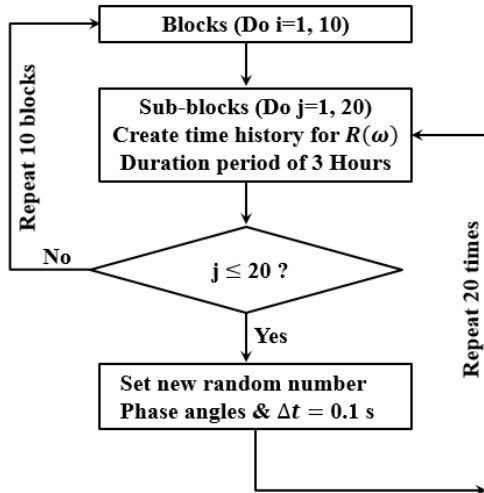 Blocks (Do i=1, 10)
Sub-blocks (Do j=1, 20)
Create time history for R(ω)
Duration period of 3 Hours
Repeat 10 blocks
No
j ≤ 20 ?
Yes
Repeat 20 times
Set new random number
Phase angles & Δt = 0.1 s